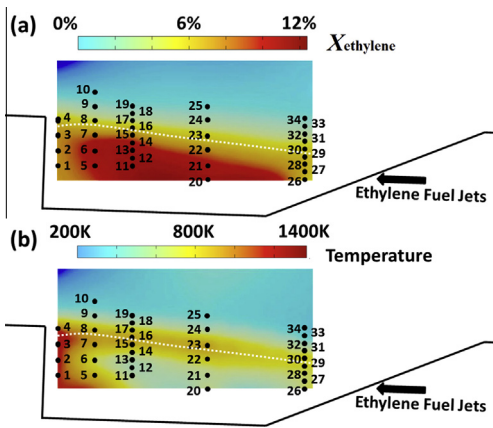 (a) 0% 6% 12% Xethylene
10
9 19 18 25
4 8 17 16 24 34 33
3 7 15 14 23 32 31
2 6 13 12 22 30 29
1 5 11 21 28 27
20 26
Ethylene Fuel Jets
(b) 200K 800K 1400K
Temperature
10
9 19 18 25
4 8 17 16 24 34 33
3 7 15 14 23 32 31
2 6 13 12 22 30 29
1 5 11 21 28 27
20 26
Ethylene Fuel Jets